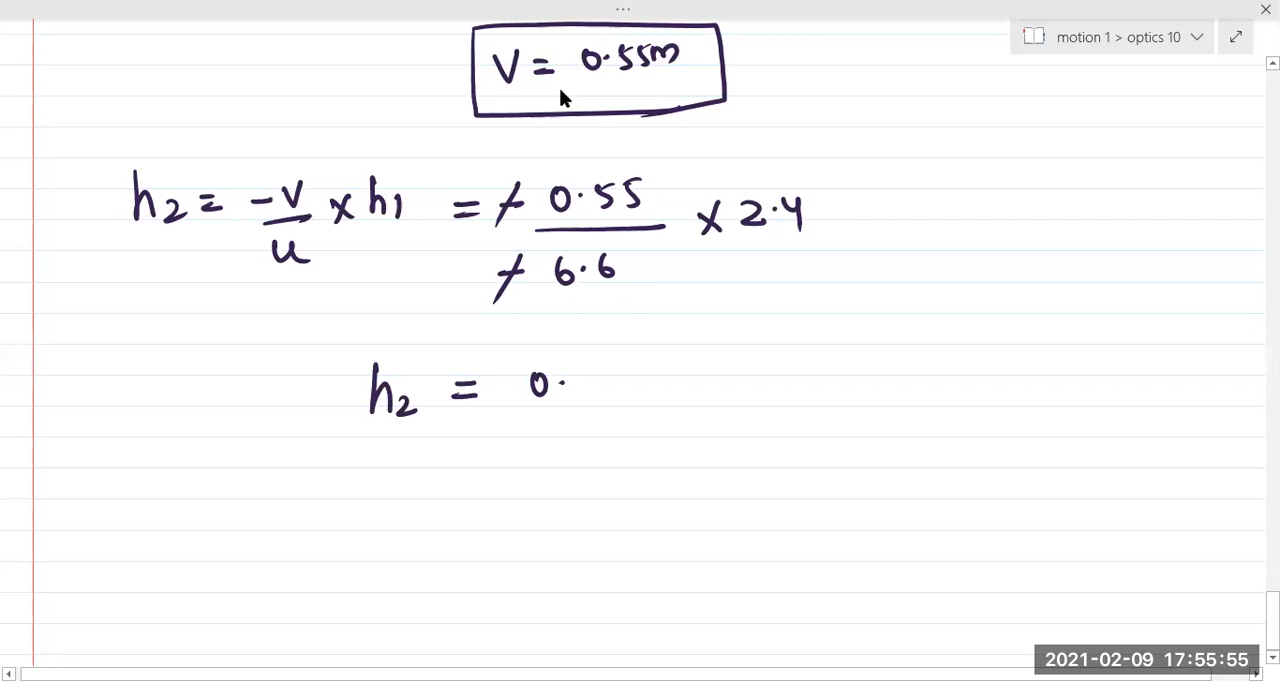 motion 1 > optics 10
V = 0.55m
h2 = -V/u x h1 = - 0.55/- 6.6 x 2.4
h2 = 0.
2021-02-09 17:55:55